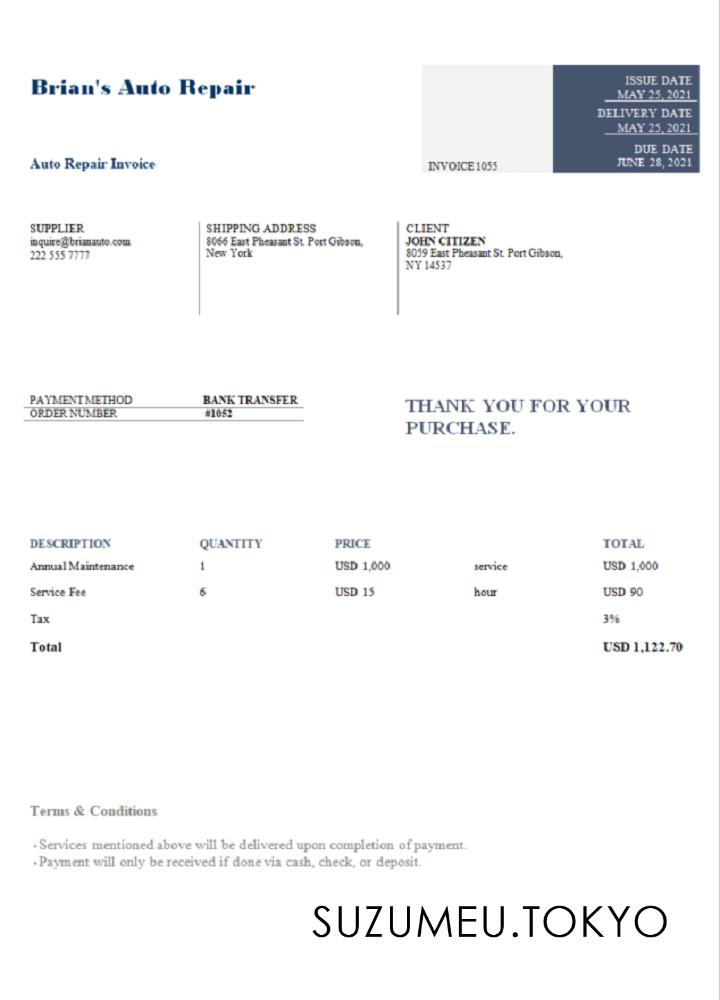 Brian's Auto Repair
Auto Repair Invoice
INVOICE1055
ISSUE DATE
MAY 25, 2021
DELIVERY DATE
MAY 25, 2021
DUE DATE
JUNE 28, 2021
SUPPLIER
inquire@brianauto.com
222 555 7777
SHIPPING ADDRESS
8066 East Pheasant St. Port Gibson,
New York
CLIENT
JOHN CITIZEN
8059 East Pheasant St. Port Gibson,
NY 14537
PAYMENT METHOD BANK TRANSFER
ORDER NUMBER #1052
THANK YOU FOR YOUR
PURCHASE.
DESCRIPTION QUANTITY PRICE TOTAL
Annual Maintenance 1 USD 1,000 service USD 1,000
Service Fee 6 USD 15 hour USD 90
Tax 3%
Total USD 1,122.70
Terms & Conditions
• Services mentioned above will be delivered upon completion of payment.
• Payment will only be received if done via cash, check, or deposit.
SUZUMEU.TOKYO